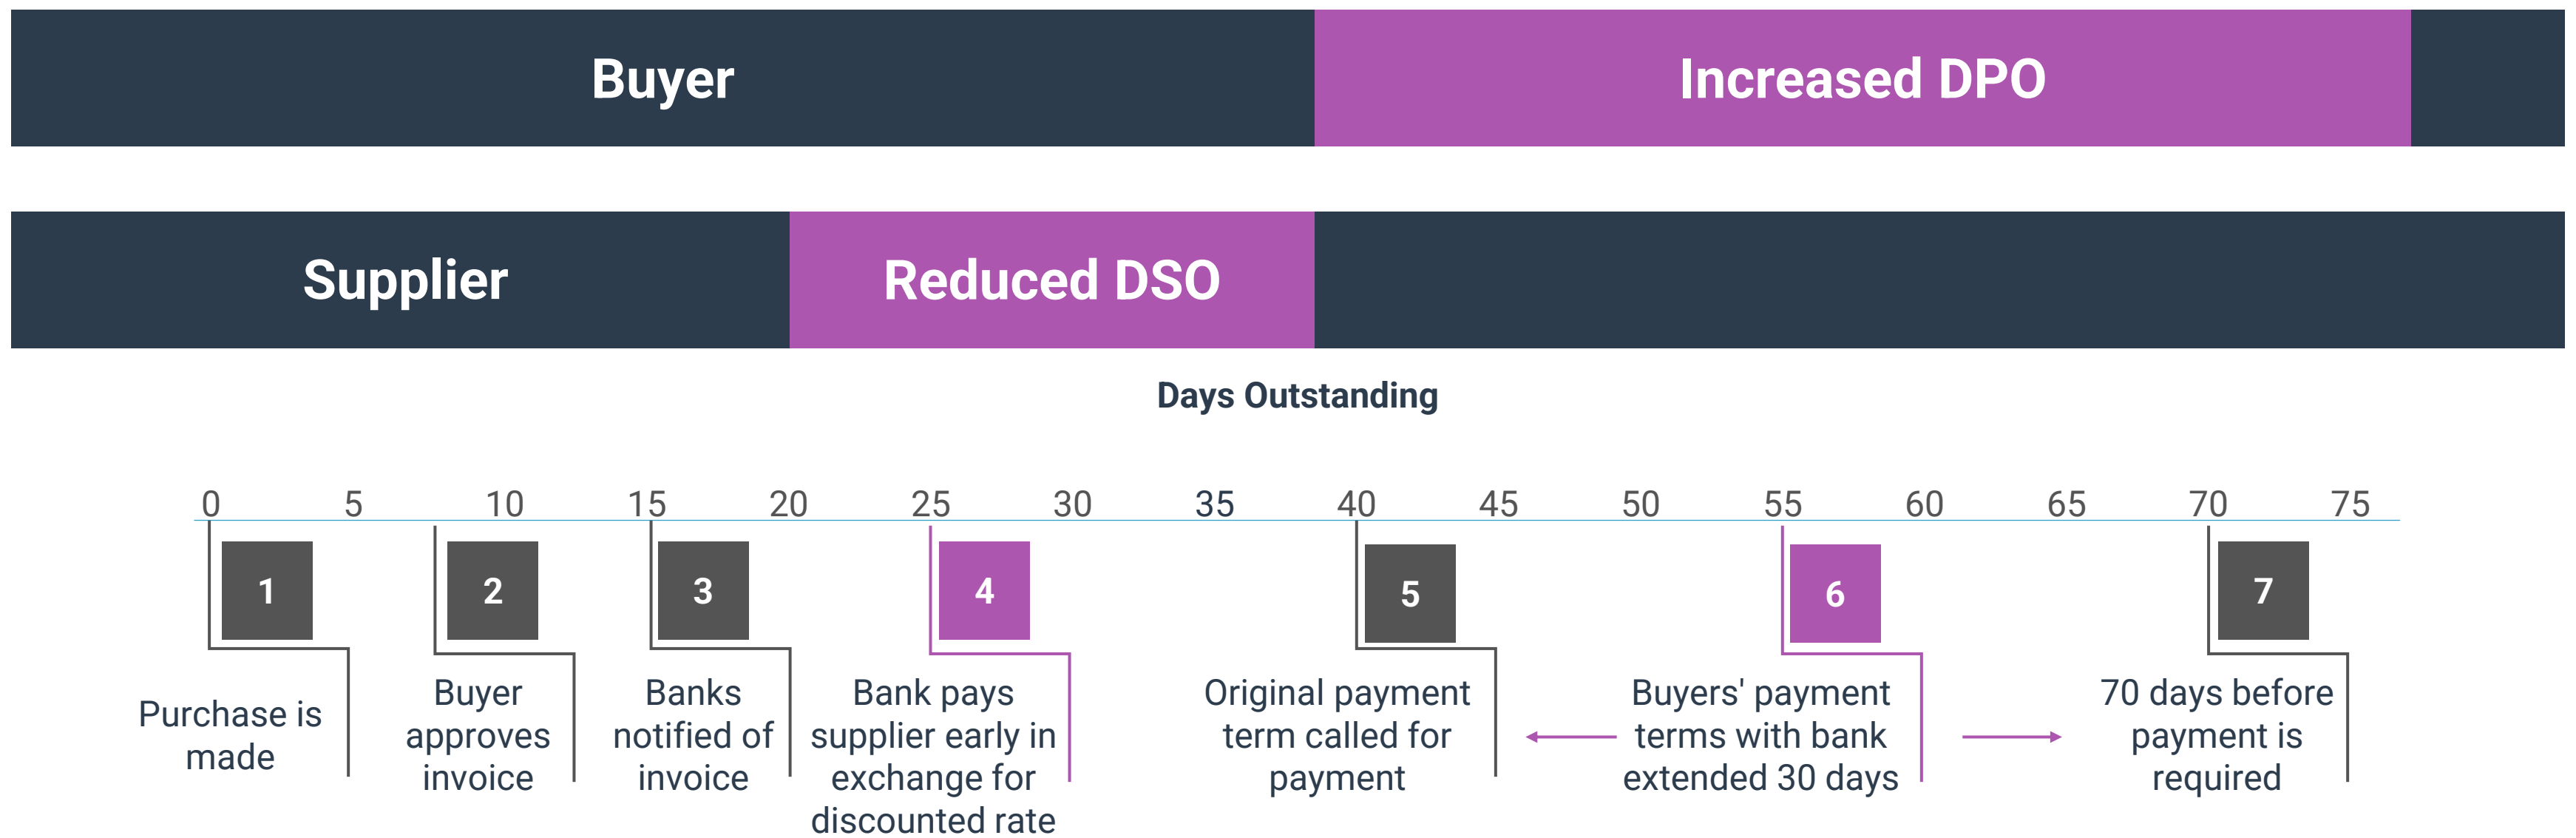 Buyer
Increased DPO
Supplier
Reduced DSO
Days Outstanding
0 5 10 15 20 25 30 35 40 45 50 55 60 65 70 75
1
Purchase is
made
2
Buyer
approves
invoice
3
Banks
notified of
invoice
4
Bank pays
supplier early in
exchange for
discounted rate
5
Original payment
term called for
payment
6
Buyers' payment
terms with bank
extended 30 days
7
70 days before
payment is
required